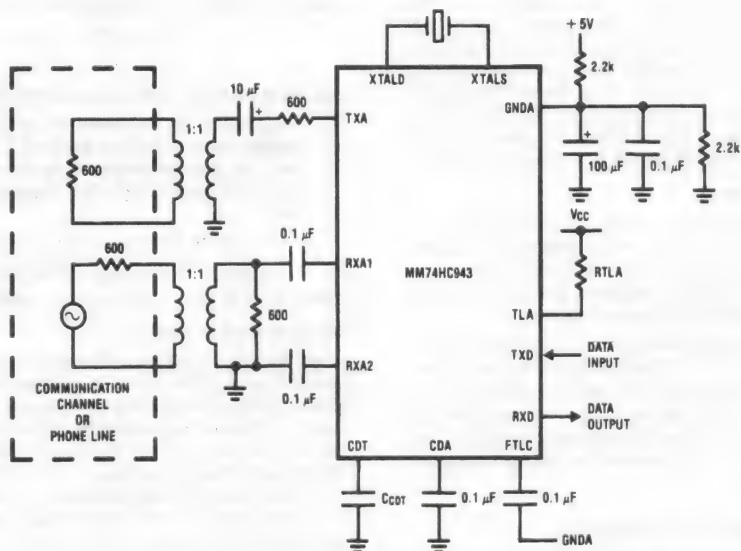 + 5V
XTALD
XTALS
2.2k
10 µF
+
600
TXA
GNDA
1:1
600
+
100 µF
0.1 µF
2.2k
VCC
600
0.1 µF
1:1
RXA1
MM74HC943
RTLA
600
TLA
TXD
DATA
INPUT
RXA2
0.1 µF
COMMUNICATION
CHANNEL
OR
PHONE LINE
RXD
DATA
OUTPUT
CDT
CDA
FTLC
CCDT
0.1 µF
0.1 µF
GNDA